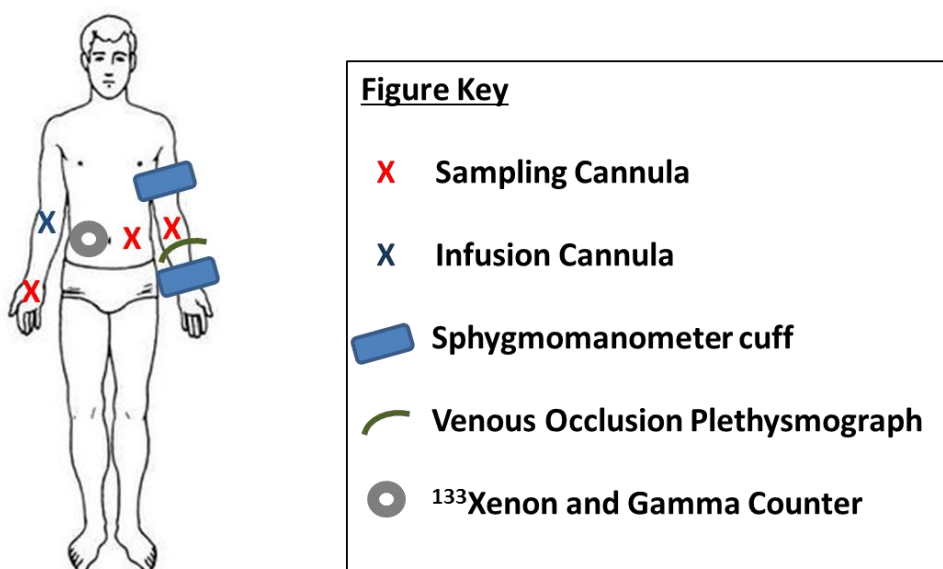 Figure Key
X Sampling Cannula
X Infusion Cannula
Sphygmomanometer cuff
Venous Occlusion Plethysmograph
¹³³Xenon and Gamma Counter
X
X
X
X